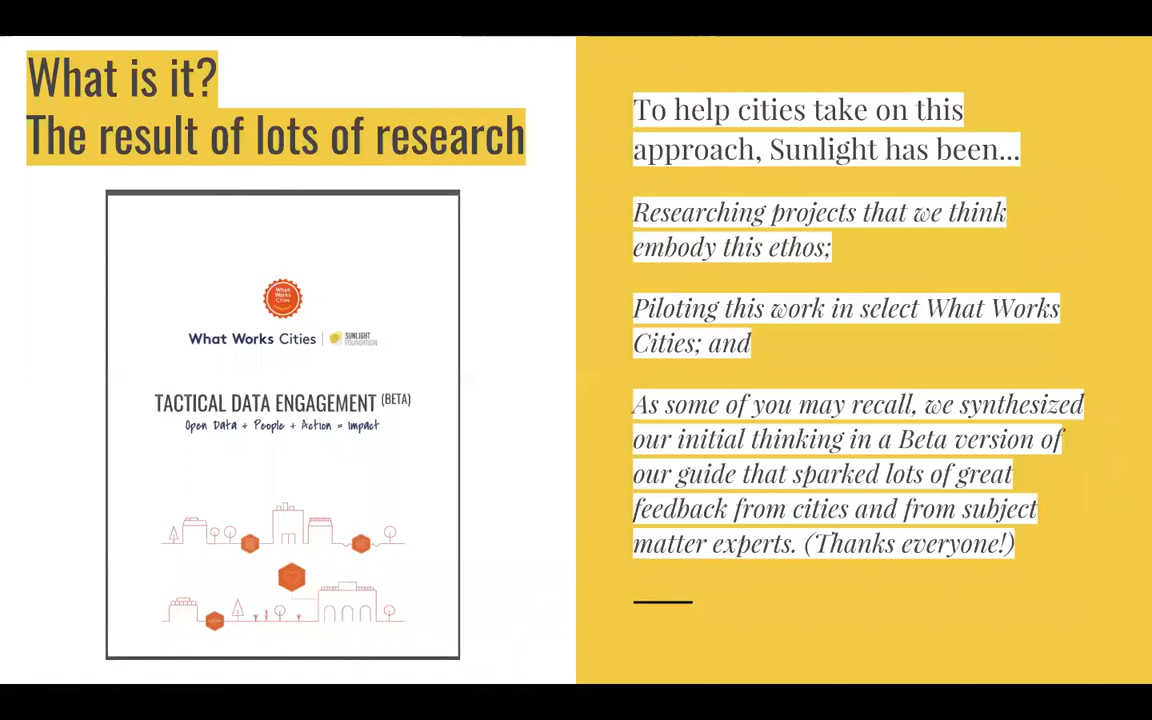 What is it?
The result of lots of research
What
Works
Cities
What Works Cities
SUNLIGHT
FOUNDATION
TACTICAL DATA ENGAGEMENT (BETA)
Open Data + People + Action = Impact
To help cities take on this
approach, Sunlight has been...
Researching projects that we think
embody this ethos;
Piloting this work in select What Works
Cities; and
As some of you may recall, we synthesized
our initial thinking in a Beta version of
our guide that sparked lots of great
feedback from cities and from subject
matter experts. (Thanks everyone!)